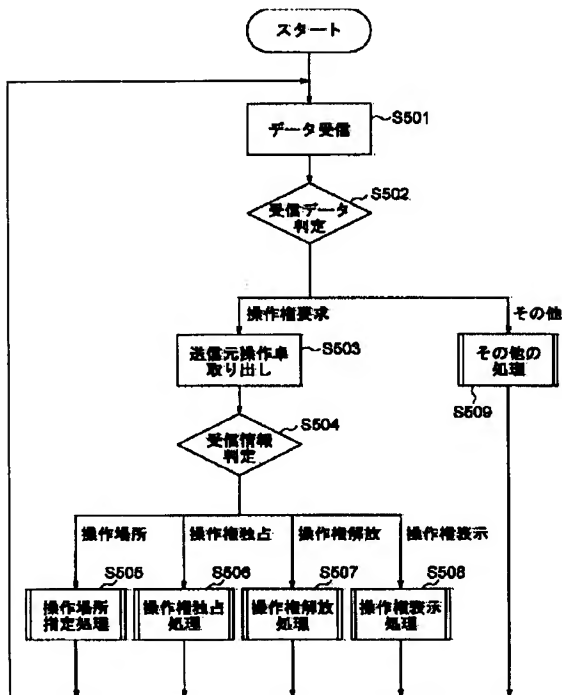 スタート
データ受信
S501
受信データ
判定
S502
操作権要求
その他
送信元操作卓
取り出し
S503
その他の
処理
S509
受信情報
判定
S504
操作場所
操作権独占
操作権解放
操作権表示
S505
S506
S507
S508
操作場所
指定処理
操作権独占
処理
操作権解放
処理
操作権表示
処理